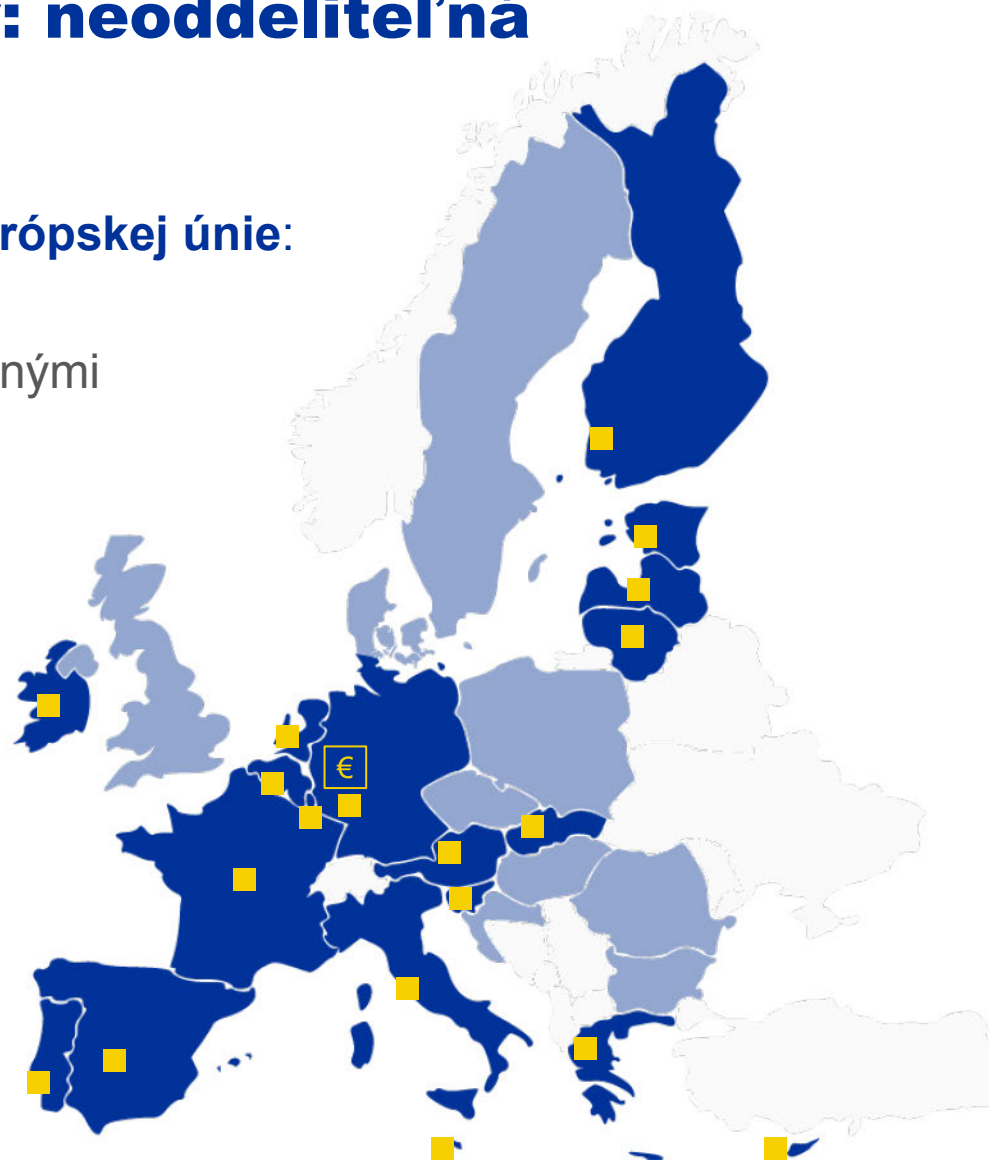 : neoddeliteľná
rópskej únie:
nými
€